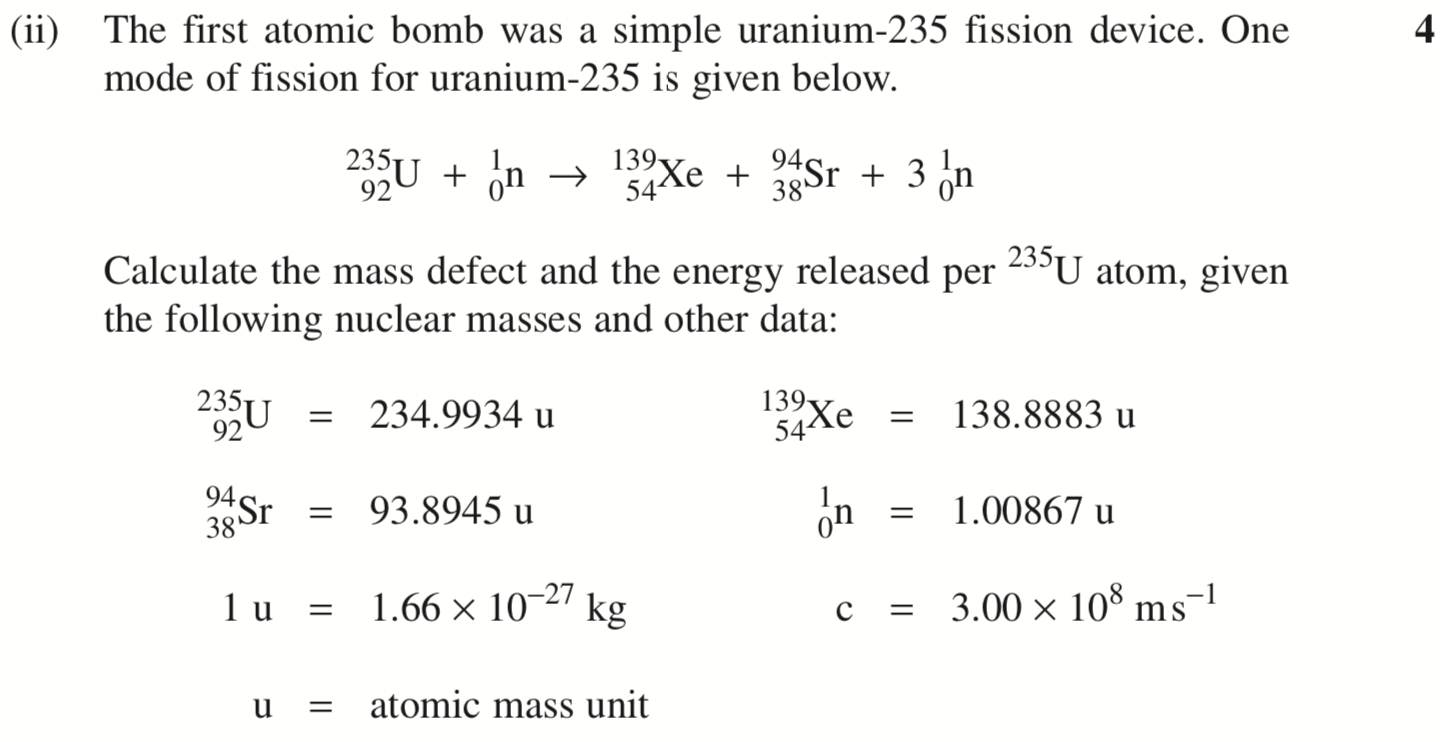 (ii) The first atomic bomb was a simple uranium-235 fission device. One 4
mode of fission for uranium-235 is given below.
²³⁵₉₂U + ¹₀n → ¹³⁹₅₄Xe + ⁹⁴₃₈Sr + 3 ¹₀n
Calculate the mass defect and the energy released per ²³⁵U atom, given
the following nuclear masses and other data:
²³⁵₉₂U = 234.9934 u ¹³⁹₅₄Xe = 138.8883 u
⁹⁴₃₈Sr = 93.8945 u ¹₀n = 1.00867 u
1 u = 1.66 × 10⁻²⁷ kg c = 3.00 × 10⁸ m s⁻¹
u = atomic mass unit